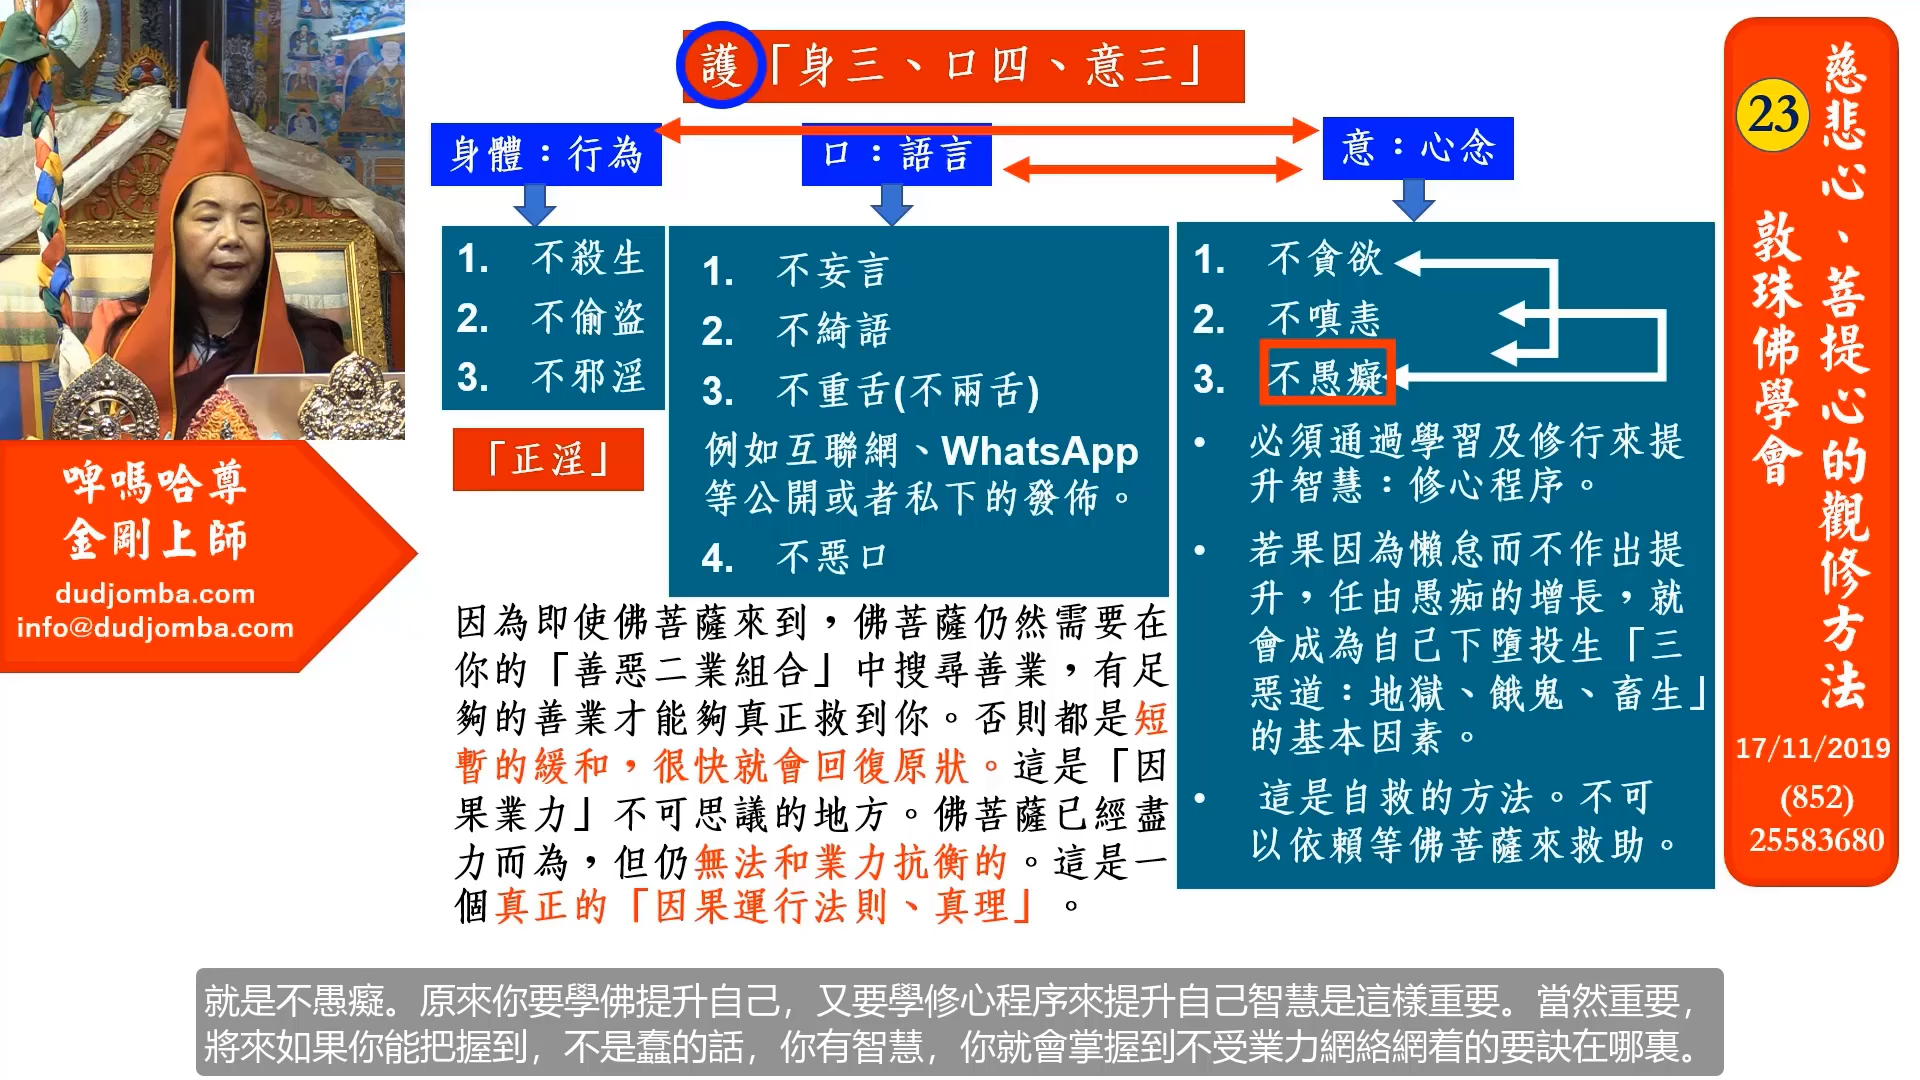 護「身三、口四、意三」
身體：行為
口：語言
意：心念
1. 不殺生
2. 不偷盜
3. 不邪淫
「正淫」
1. 不妄言
2. 不綺語
3. 不重舌(不兩舌)
例如互聯網、WhatsApp
等公開或者私下的發佈。
4. 不惡口
1. 不貪欲
2. 不嗔恚
3. 不愚癡
• 必須通過學習及修行來提
升智慧：修心程序。
• 若果因為懶怠而不作出提
升，任由愚痴的增長，就
會成為自己下墮投生「三
惡道：地獄、餓鬼、畜生」
的基本因素。
• 這是自救的方法。不可
以依賴等佛菩薩來救助。
因為即使佛菩薩來到，佛菩薩仍然需要在
你的「善惡二業組合」中搜尋善業，有足
夠的善業才能夠真正救到你。否則都是短
暫的緩和，很快就會回復原狀。這是「因
果業力」不可思議的地方。佛菩薩已經盡
力而為，但仍無法和業力抗衡的。這是一
個真正的「因果運行法則、真理」。
啤嗎哈尊
金剛上師
dudjomba.com
info@dudjomba.com
慈悲心、菩提心的觀修方法
23
敦珠佛學會
17/11/2019
(852)
25583680
就是不愚癡。原來你要學佛提升自己，又要學修心程序來提升自己智慧是這樣重要。當然重要，
將來如果你能把握到，不是蠢的話，你有智慧，你就會掌握到不受業力網絡網着的要訣在哪裏。